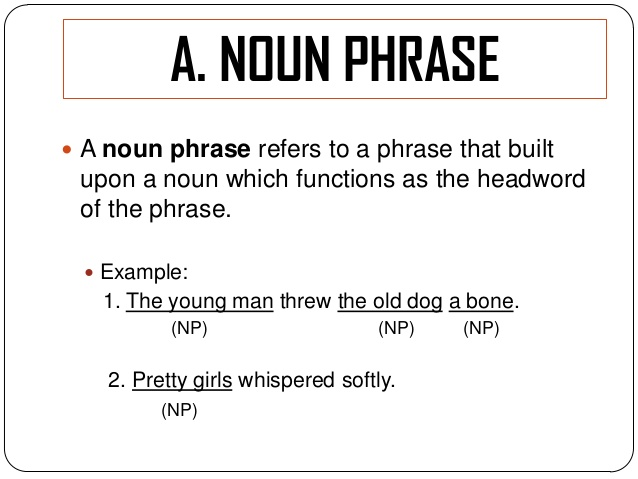 A. NOUN PHRASE
• A noun phrase refers to a phrase that built
upon a noun which functions as the headword
of the phrase.
• Example:
1. The young man threw the old dog a bone.
(NP) (NP) (NP)
2. Pretty girls whispered softly.
(NP)